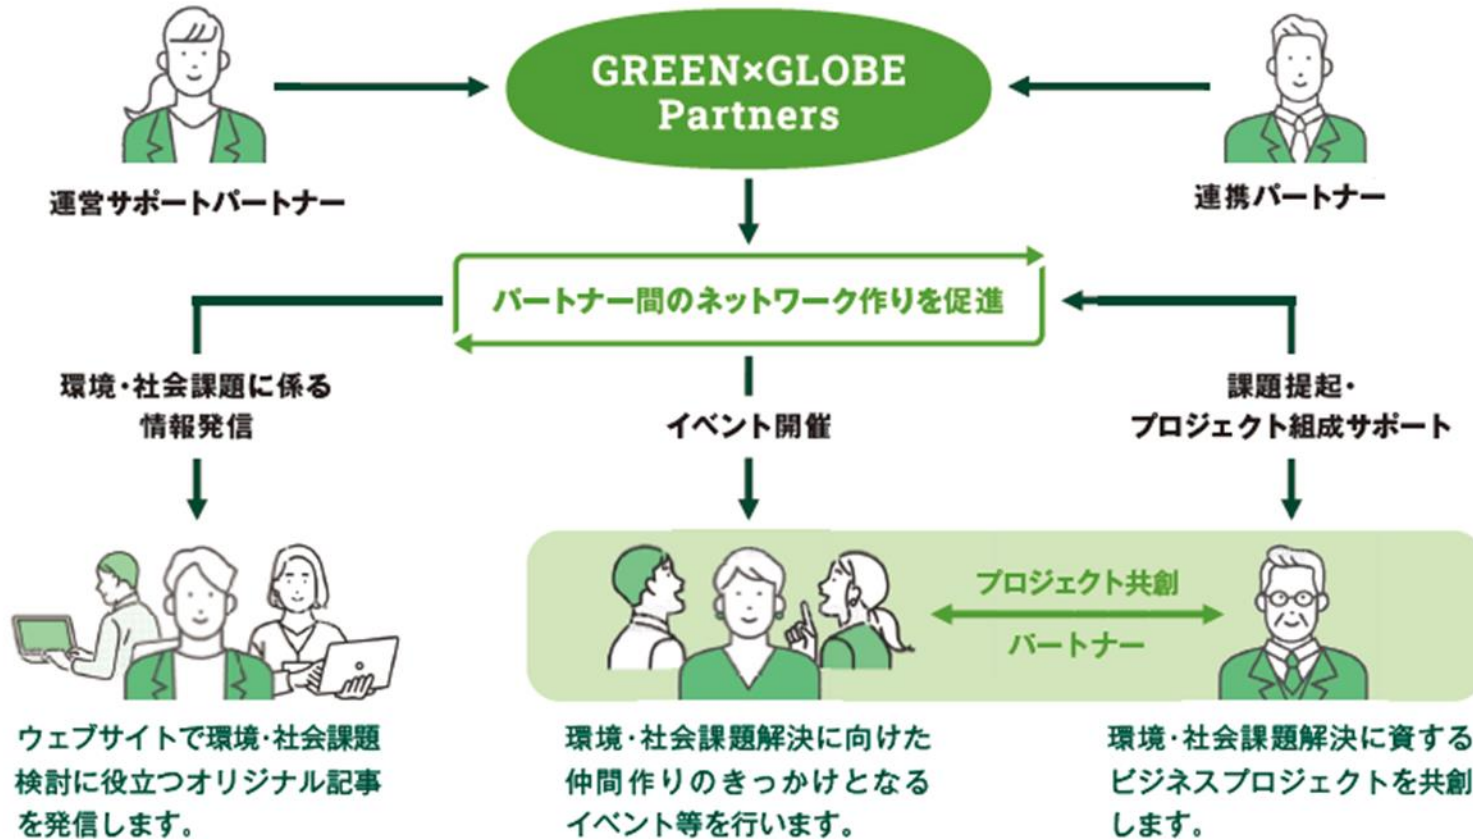 GREEN×GLOBE
Partners
運営サポートパートナー
連携パートナー
パートナー間のネットワーク作りを促進
環境・社会課題に係る
情報発信
イベント開催
課題提起・
プロジェクト組成サポート
プロジェクト共創
パートナー
ウェブサイトで環境・社会課題
検討に役立つオリジナル記事
を発信します。
環境・社会課題解決に向けた
仲間作りのきっかけとなる
イベント等を行います。
環境・社会課題解決に資する
ビジネスプロジェクトを共創
します。